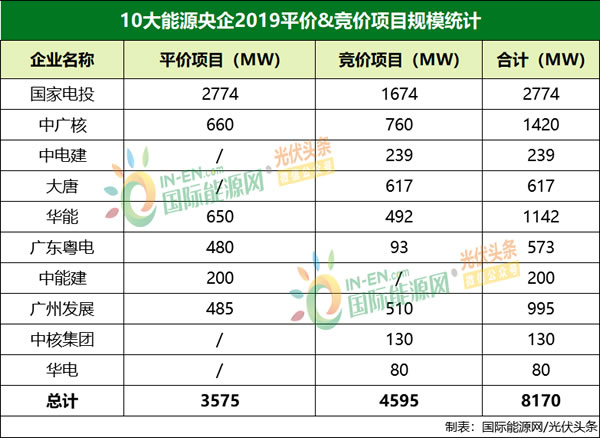 10大能源央企2019平价&竞价项目规模统计
企业名称 平价项目（MW） 竞价项目（MW） 合计（MW）
国家电投 2774 1674 2774
中广核 660 760 1420
中电建 / 239 239
大唐 / 617 617
华能 650 492 1142
广东粤电 480 93 573
中能建 200 / 200
广州发展 485 510 995
中核集团 / 130 130
华电 / 80 80
总计 3575 4595 8170
制表：国际能源网/光伏头条
IN-EN.COM
国际能源网
光伏头条
IN-EN.COM
国际能源网
光伏头条